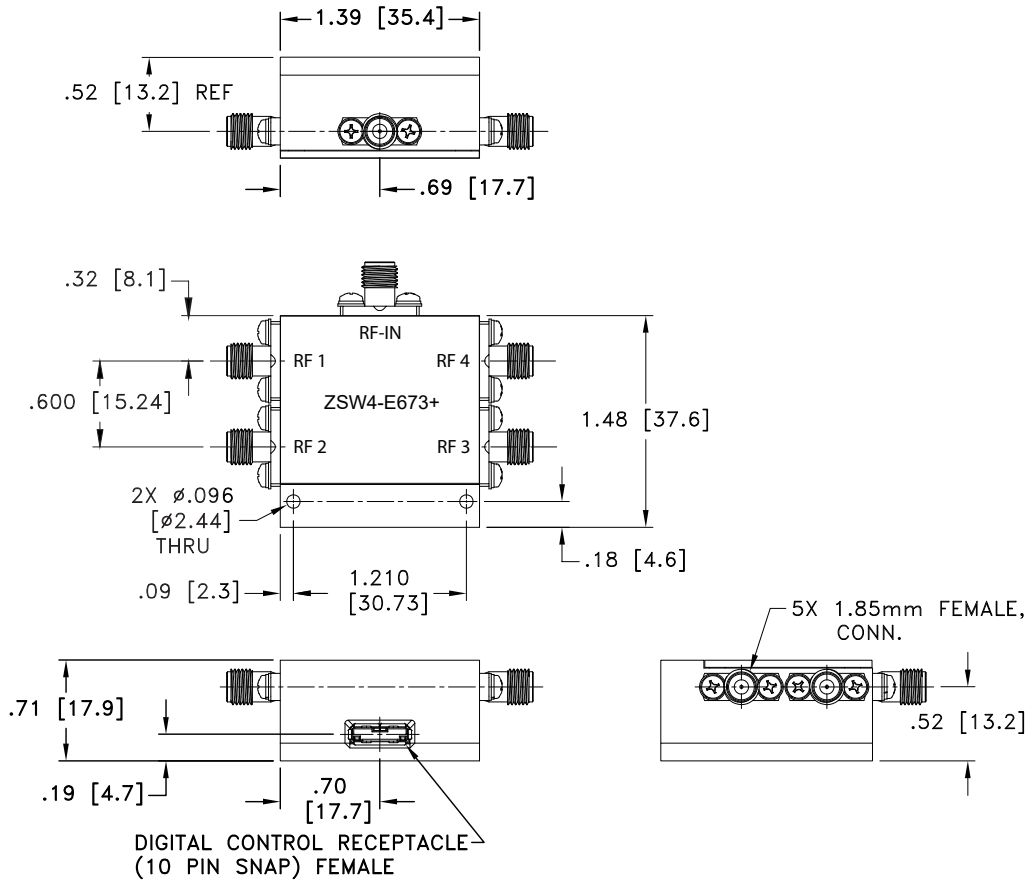 1.39 [35.4]
.52 [13.2] REF
.69 [17.7]
.32 [8.1]
RF-IN
RF 1
RF 4
.600 [15.24]
ZSW4-E673+
1.48 [37.6]
RF 2
RF 3
2X ⌀.096
[⌀2.44]
THRU
.18 [4.6]
.09 [2.3]
1.210
[30.73]
5X 1.85mm FEMALE,
CONN.
.71 [17.9]
.52 [13.2]
.19 [4.7]
.70
[17.7]
DIGITAL CONTROL RECEPTACLE
(10 PIN SNAP) FEMALE